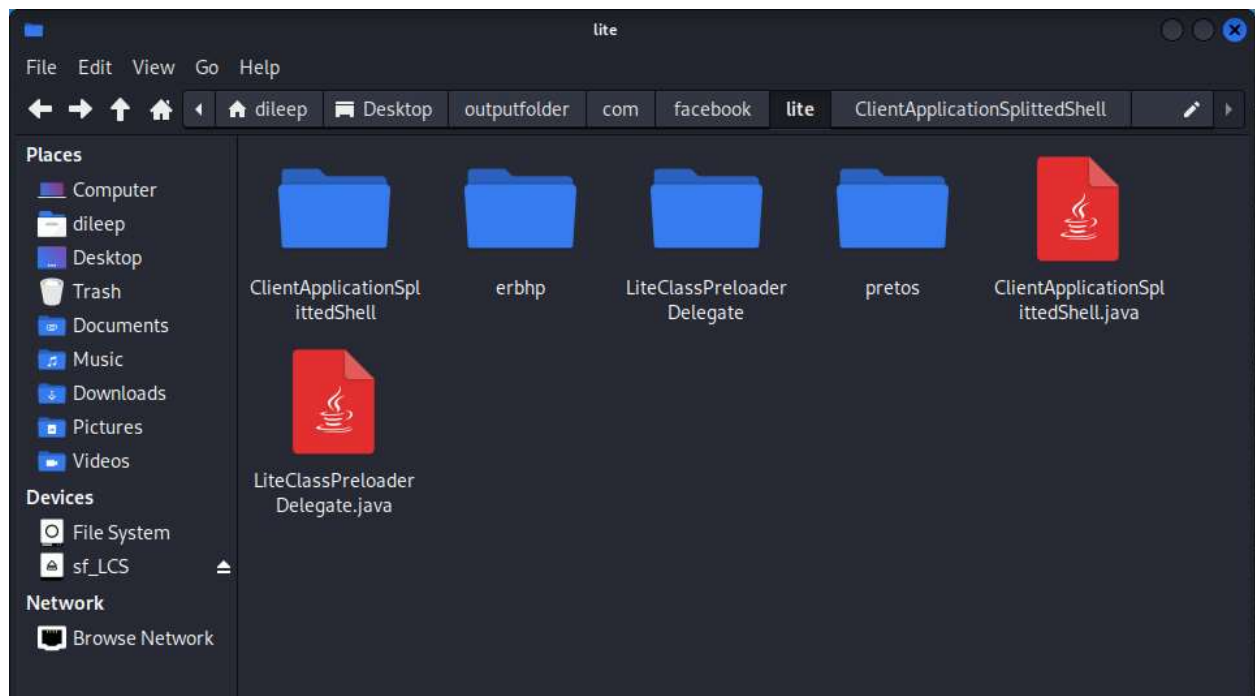 lite
File Edit View Go Help
dileep Desktop outputfolder com facebook lite ClientApplicationSplittedShell
Places
Computer
dileep
Desktop
Trash
Documents
Music
Downloads
Pictures
Videos
Devices
File System
sf_LCS
Network
Browse Network
ClientApplicationSpl
ittedShell
erbhp
LiteClassPreloader
Delegate
pretos
ClientApplicationSpl
ittedShell.java
LiteClassPreloader
Delegate.java